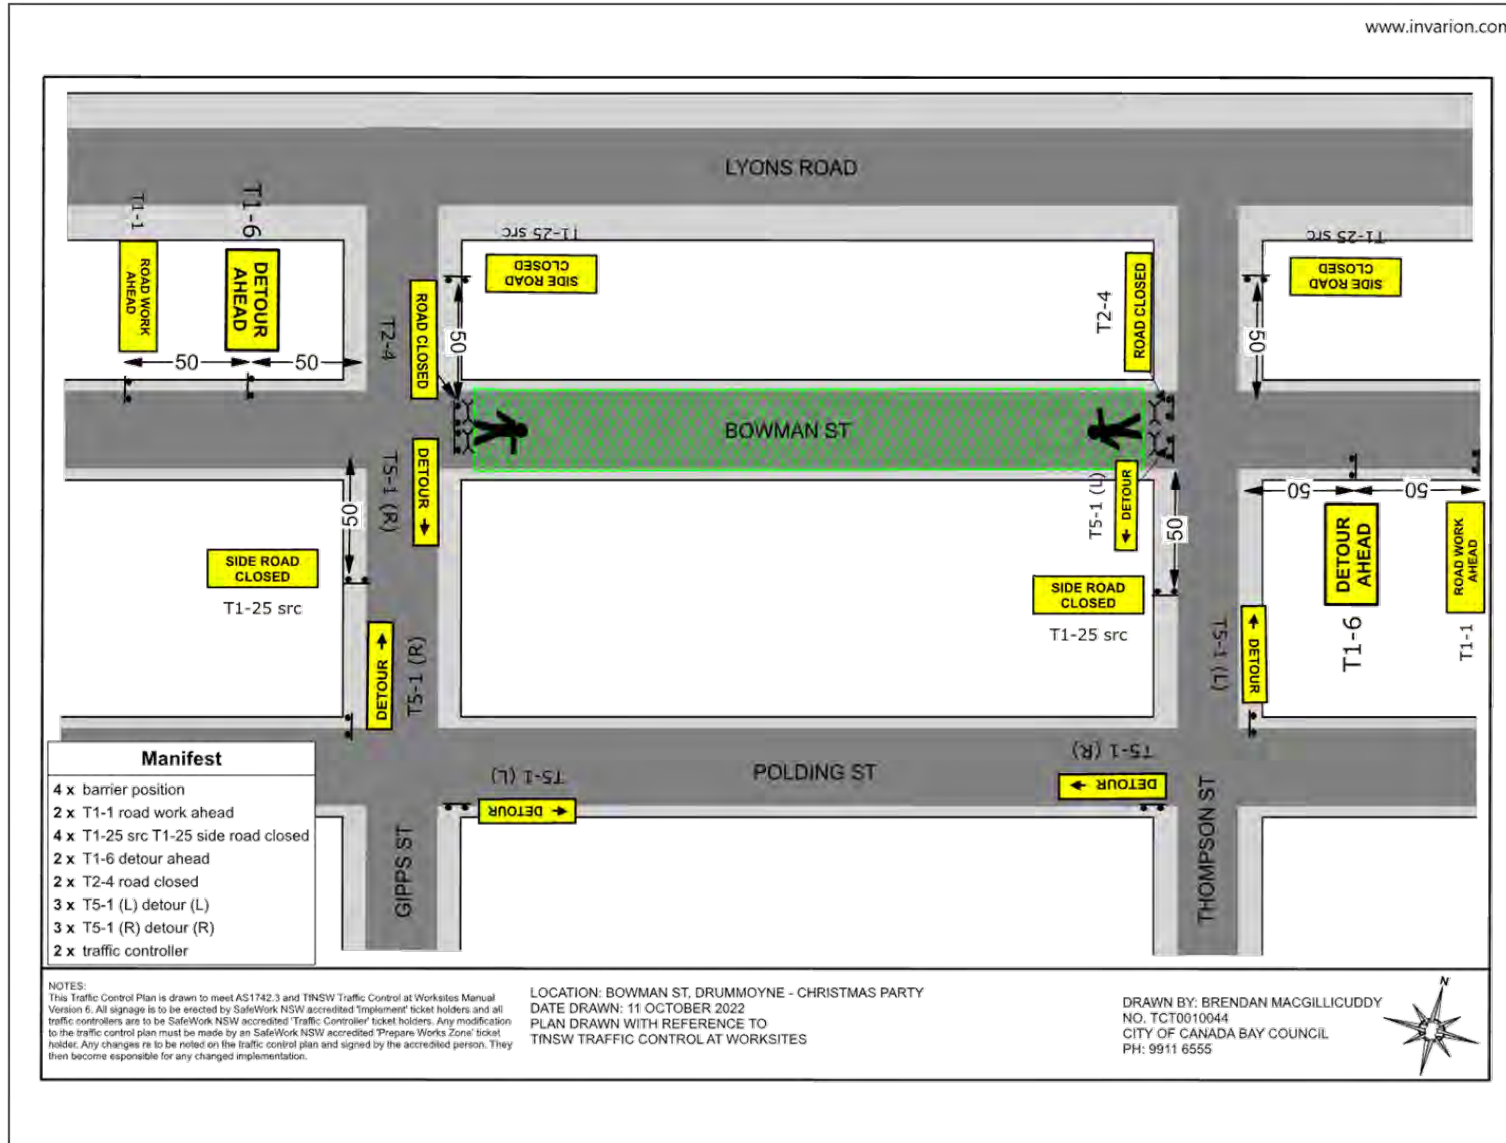 www.invarion.com
LYONS ROAD
T1-1
ROAD WORK
AHEAD
T1-6
DETOUR
AHEAD
50
50
T2-4
ROAD CLOSED
50
T1-25 src
SIDE ROAD
CLOSED
T2-4
ROAD CLOSED
T1-25 src
SIDE ROAD
CLOSED
50
BOWMAN ST
T5-1 (R)
DETOUR
50
SIDE ROAD
CLOSED
T1-25 src
T5-1 (L)
DETOUR
50
SIDE ROAD
CLOSED
T1-25 src
50
50
DETOUR
AHEAD
T1-6
ROAD WORK
AHEAD
T1-1
DETOUR
T5-1 (R)
T5-1 (L)
DETOUR
T5-1 (L)
DETOUR
POLDING ST
T5-1 (R)
DETOUR
GIPPS ST
THOMPSON ST
Manifest
4 x barrier position
2 x T1-1 road work ahead
4 x T1-25 src T1-25 side road closed
2 x T1-6 detour ahead
2 x T2-4 road closed
3 x T5-1 (L) detour (L)
3 x T5-1 (R) detour (R)
2 x traffic controller
NOTES:
This Traffic Control Plan is drawn to meet AS1742.3 and TfNSW Traffic Control at Worksites Manual
Version 6. All signage is to be erected by SafeWork NSW accredited 'Implement' ticket holders and all
traffic controllers are to be SafeWork NSW accredited 'Traffic Controller' ticket holders. Any modification
to the traffic control plan must be made by an SafeWork NSW accredited 'Prepare Works Zone' ticket
holder. Any changes re to be noted on the traffic control plan and signed by the accredited person. They
then become esponsible for any changed implementation.
LOCATION: BOWMAN ST, DRUMMOYNE - CHRISTMAS PARTY
DATE DRAWN: 11 OCTOBER 2022
PLAN DRAWN WITH REFERENCE TO
TfNSW TRAFFIC CONTROL AT WORKSITES
DRAWN BY: BRENDAN MACGILLICUDDY
NO. TCT0010044
CITY OF CANADA BAY COUNCIL
PH: 9911 6555
N